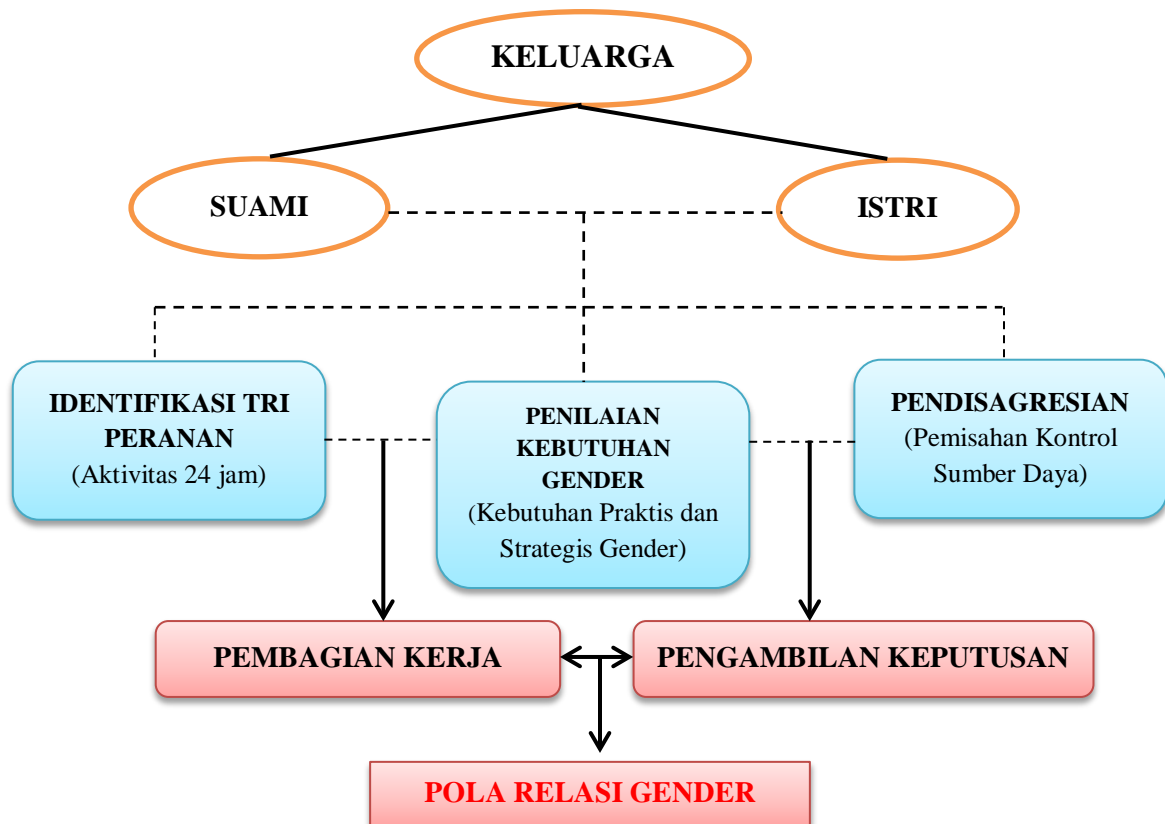 KELUARGA
SUAMI
ISTRI
IDENTIFIKASI TRI
PERANAN
(Aktivitas 24 jam)
PENILAIAN
KEBUTUHAN
GENDER
(Kebutuhan Praktis dan
Strategis Gender)
PENDISAGRESIAN
(Pemisahan Kontrol
Sumber Daya)
PEMBAGIAN KERJA
PENGAMBILAN KEPUTUSAN
POLA RELASI GENDER